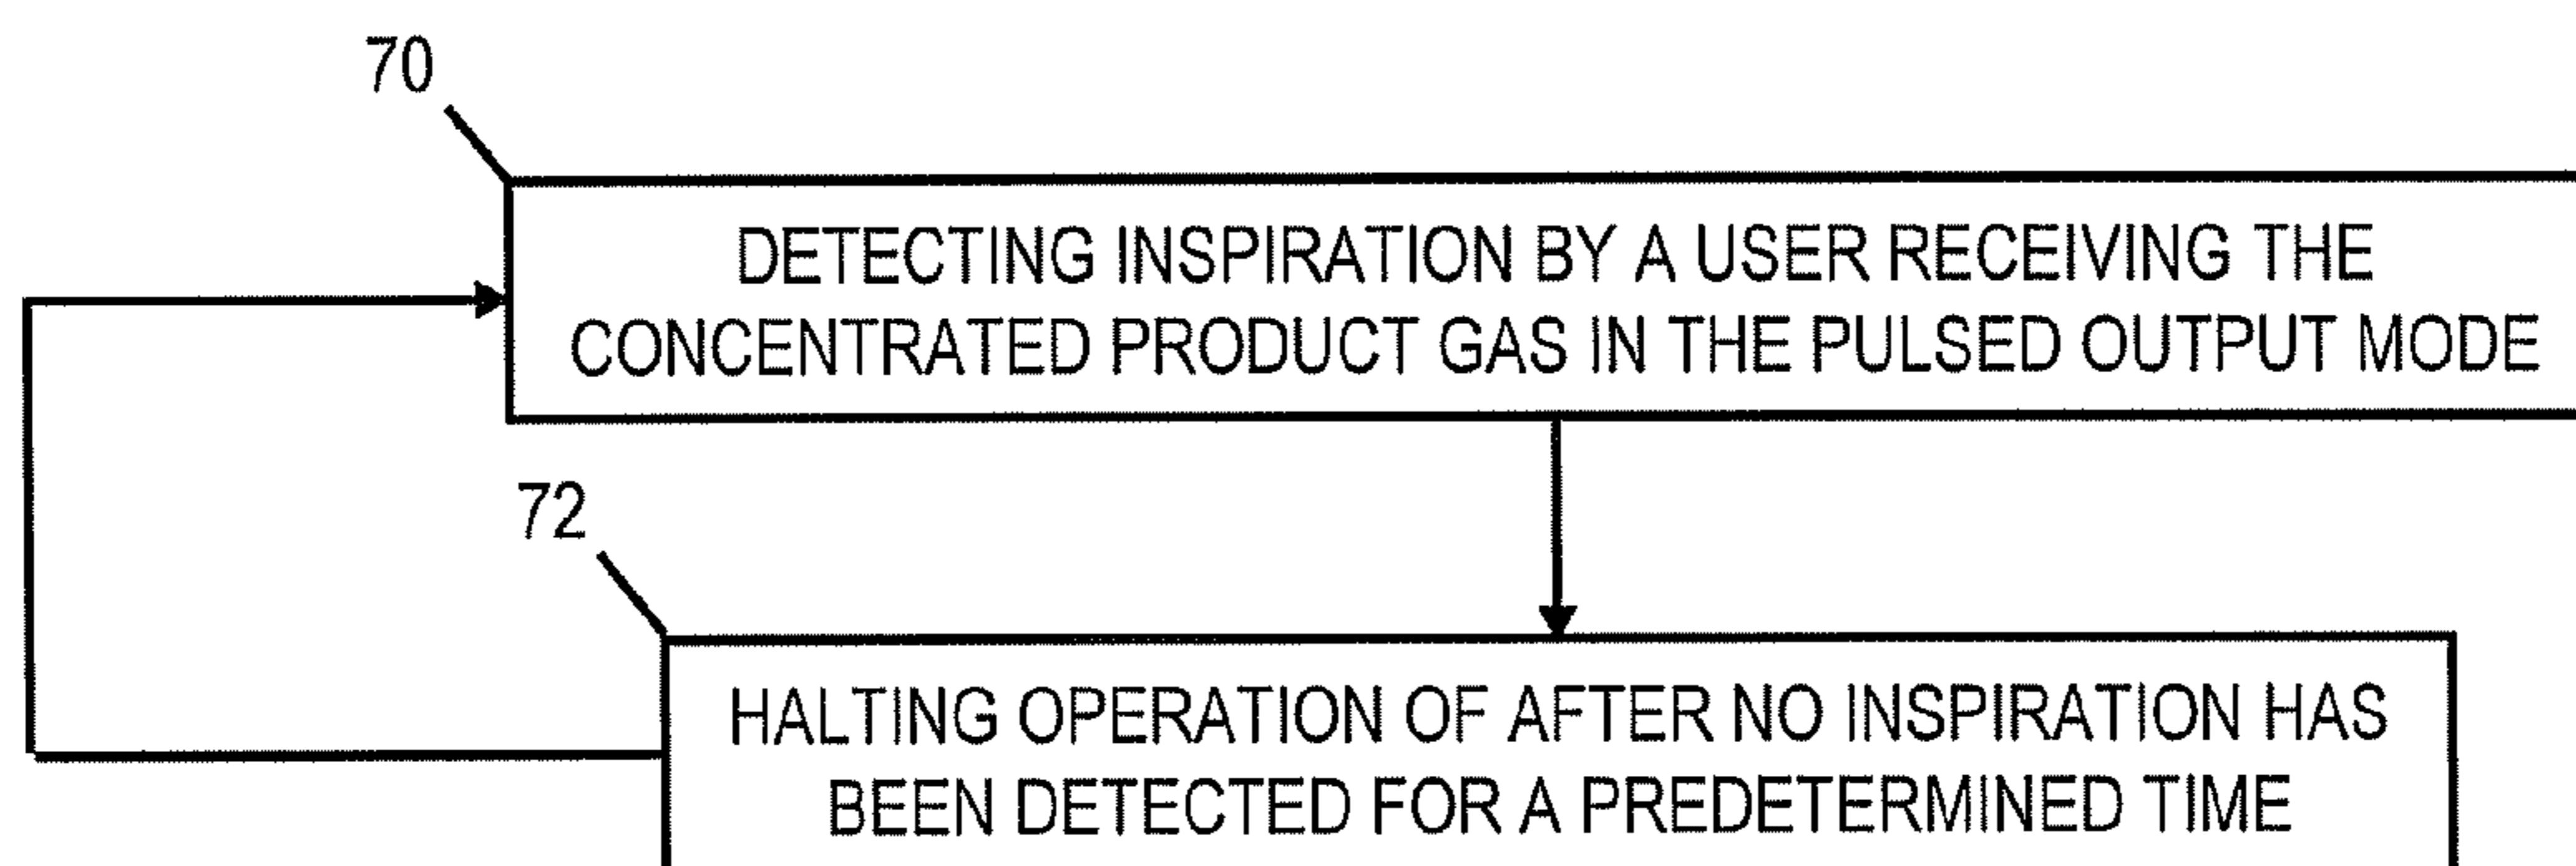 70
DETECTING INSPIRATION BY A USER RECEIVING THE
CONCENTRATED PRODUCT GAS IN THE PULSED OUTPUT MODE
72
HALTING OPERATION OF AFTER NO INSPIRATION HAS
BEEN DETECTED FOR A PREDETERMINED TIME